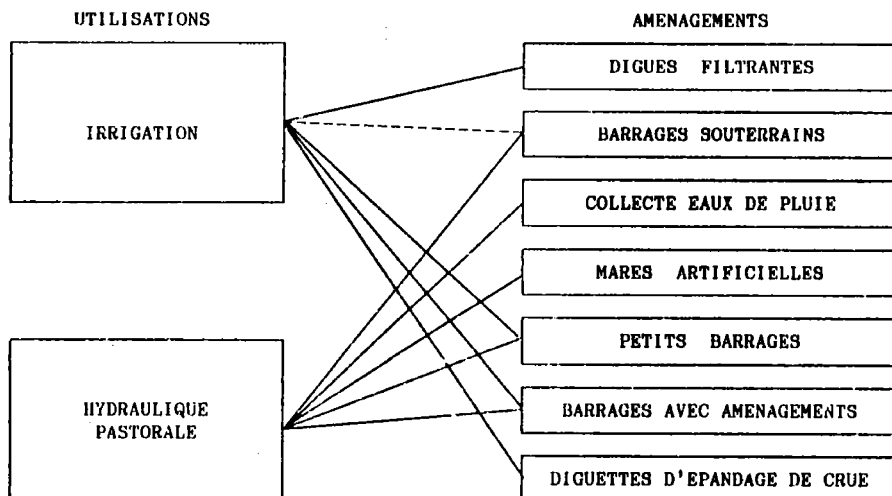 UTILISATIONS
AMENAGEMENTS
IRRIGATION
HYDRAULIQUE
PASTORALE
DIGUES FILTRANTES
BARRAGES SOUTERRAINS
COLLECTE EAUX DE PLUIE
MARES ARTIFICIELLES
PETITS BARRAGES
BARRAGES AVEC AMENAGEMENTS
DIGUETTES D'EPANDAGE DE CRUE